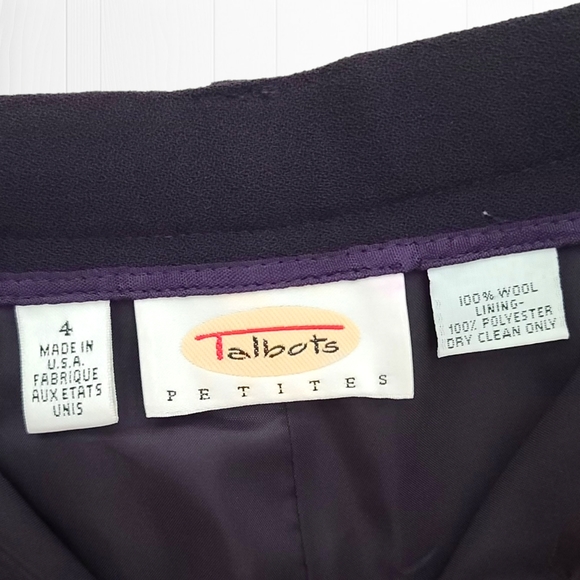 4
MADE IN
U.S.A.
FABRIQUE
AUX ETATS
UNIS
Talbots
PETITES
100% WOOL
LINING-
100% POLYESTER
DRY CLEAN ONLY